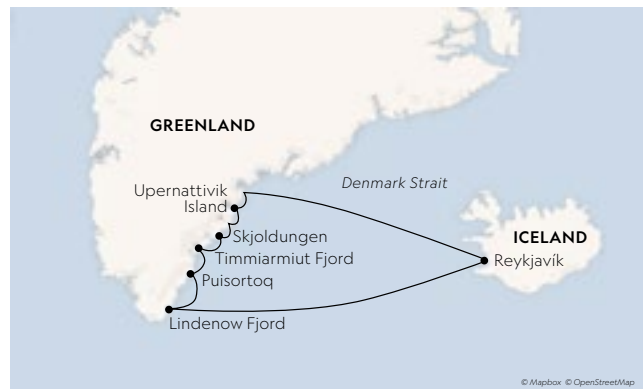 GREENLAND
Denmark Strait
Upernattivik
Island
Skjoldungen
ICELAND
Timmiarmiut Fjord
Reykjavík
Puisortoq
Lindenow Fjord
© Mapbox © OpenStreetMap